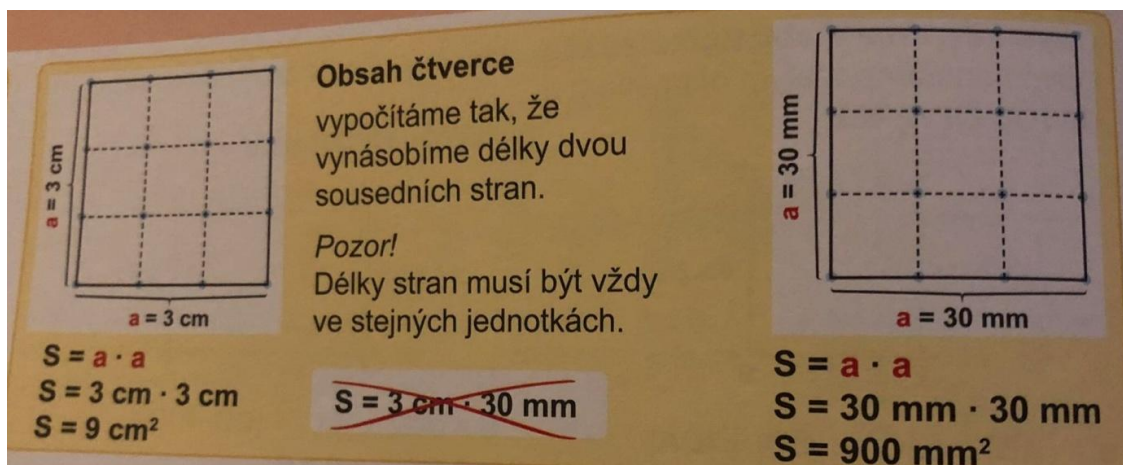 a = 3 cm
a = 3 cm
S = a · a
S = 3 cm · 3 cm
S = 9 cm²
Obsah čtverce
vypočítáme tak, že
vynásobíme délky dvou
sousedních stran.
Pozor!
Délky stran musí být vždy
ve stejných jednotkách.
S = 3 cm · 30 mm
a = 30 mm
a = 30 mm
S = a · a
S = 30 mm · 30 mm
S = 900 mm²